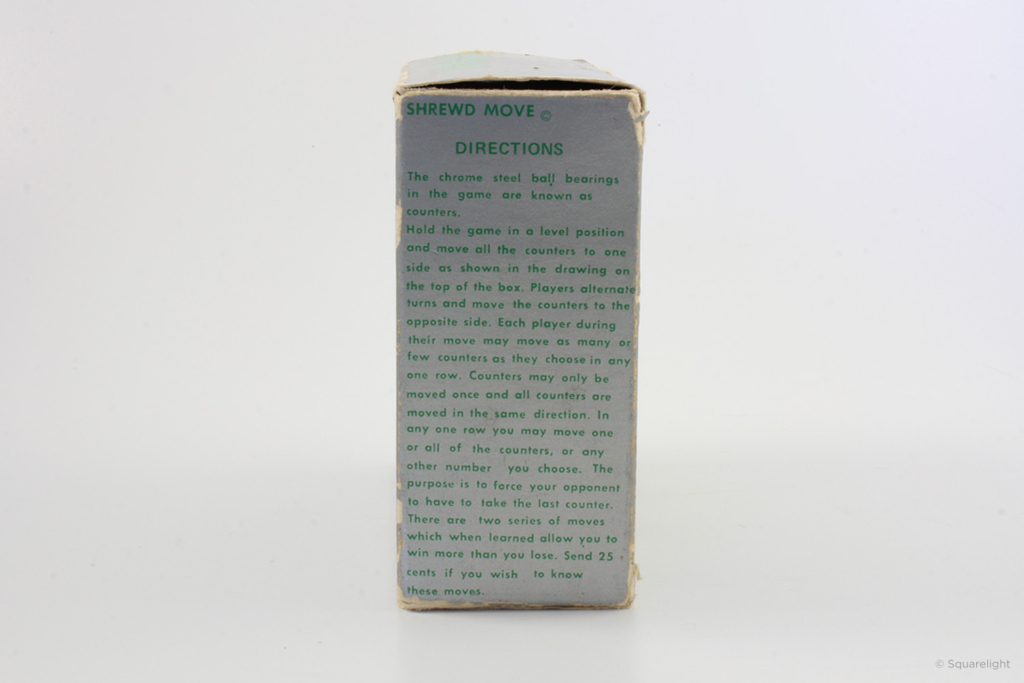 SHREWD MOVE ©
DIRECTIONS
The chrome steel ball bearings
in the game are known as
counters.
Hold the game in a level position
and move all the counters to one
side as shown in the drawing on
the top of the box. Players alternate
turns and move the counters to the
opposite side. Each player during
their move may move as many or
few counters as they choose in any
one row. Counters may only be
moved once and all counters are
moved in the same direction. In
any one row you may move one
or all of the counters, or any
other number you choose. The
purpose is to force your opponent
to have to take the last counter.
There are two series of moves
which when learned allow you to
win more than you lose. Send 25
cents if you wish to know
these moves.
© Squarelight